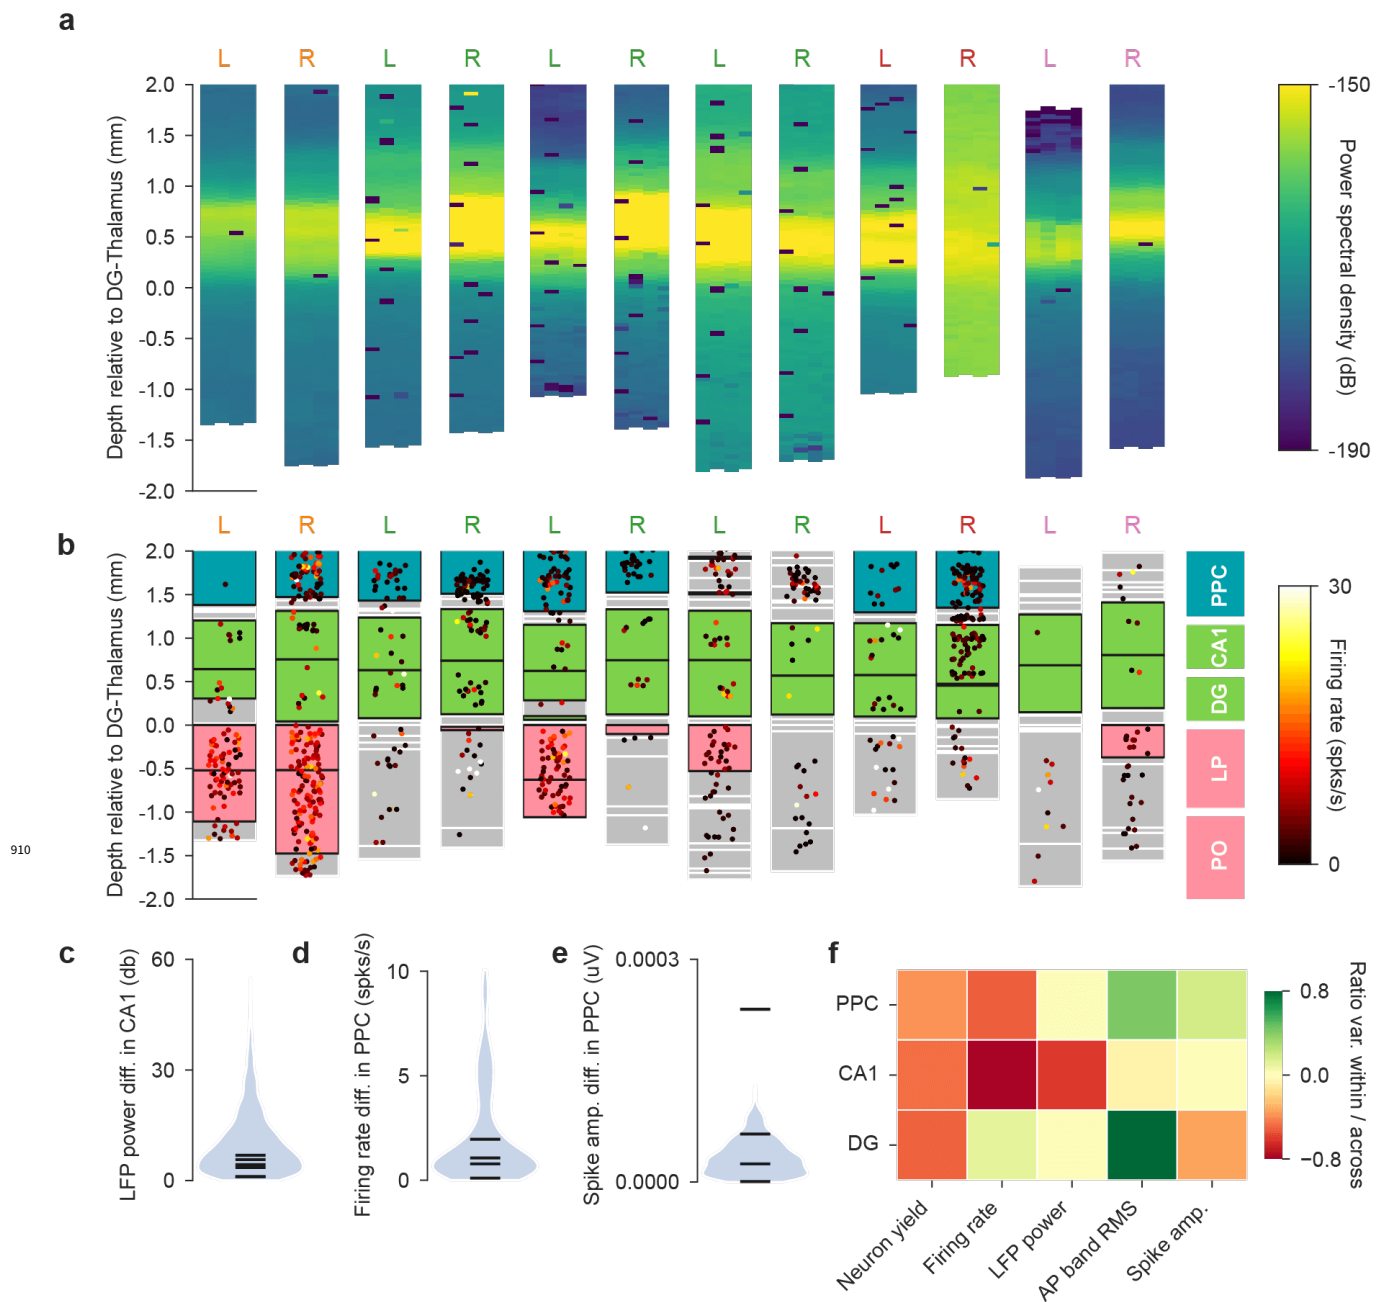 a
L R L R L R L R L R L R
Depth relative to DG-Thalamus (mm)
2.0
1.5
1.0
0.5
0.0
-0.5
-1.0
-1.5
-2.0
-150
-190
Power spectral density (dB)
b
L R L R L R L R L R L R
Depth relative to DG-Thalamus (mm)
2.0
1.5
1.0
0.5
0.0
-0.5
-1.0
-1.5
-2.0
PPC
CA1
DG
LP
PO
30
0
Firing rate (spks/s)
910
c
LFP power diff. in CA1 (db)
60
30
0
d
Firing rate diff. in PPC (spks/s)
10
5
0
e
Spike amp. diff. in PPC (uV)
0.0003
0.0000
f
PPC
CA1
DG
Neuron yield
Firing rate
LFP power
AP band RMS
Spike amp.
0.8
0.0
−0.8
Ratio var. within / across